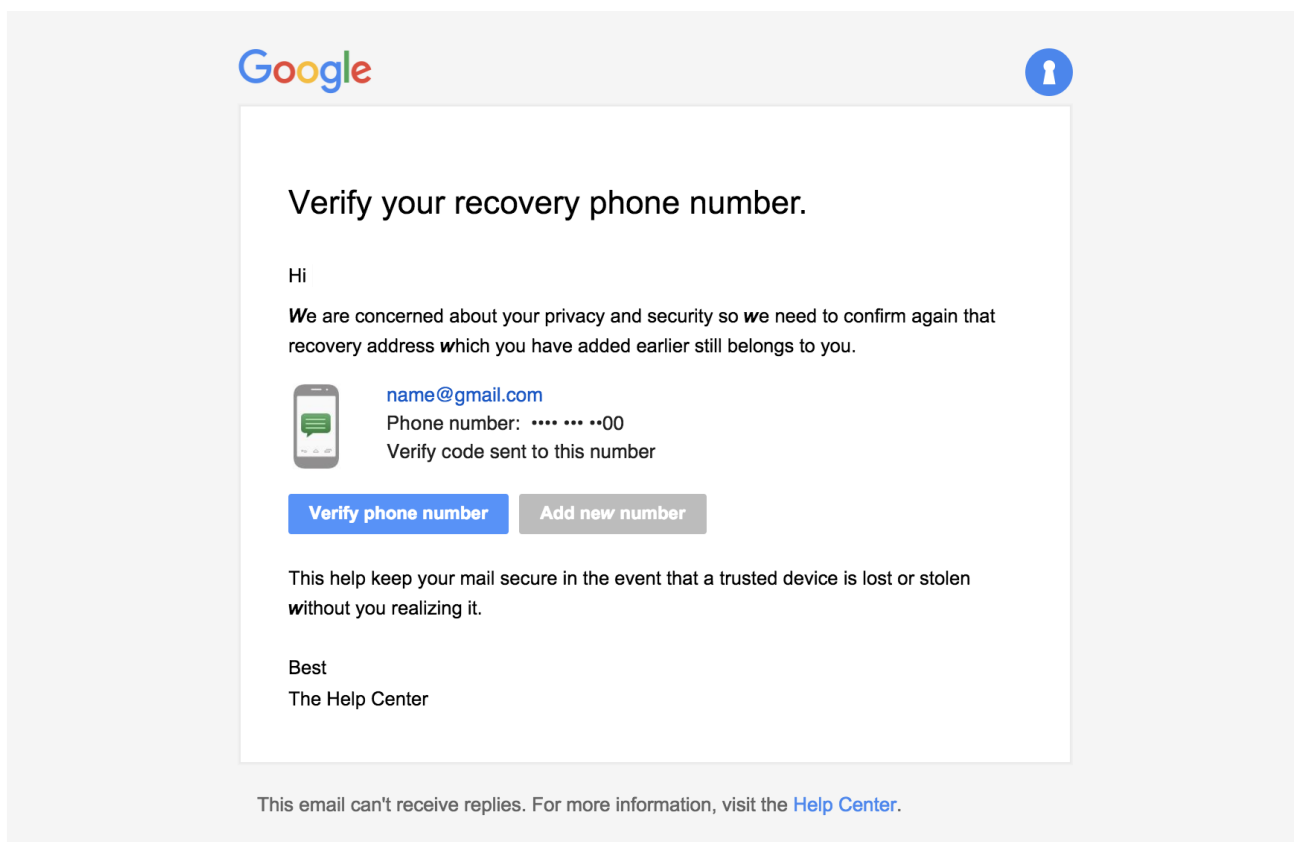 Google
Verify your recovery phone number.
Hi
We are concerned about your privacy and security so we need to confirm again that
recovery address which you have added earlier still belongs to you.
name@gmail.com
Phone number: •••• ••• ••00
Verify code sent to this number
Verify phone number
Add new number
This help keep your mail secure in the event that a trusted device is lost or stolen
without you realizing it.
Best
The Help Center
This email can't receive replies. For more information, visit the Help Center.